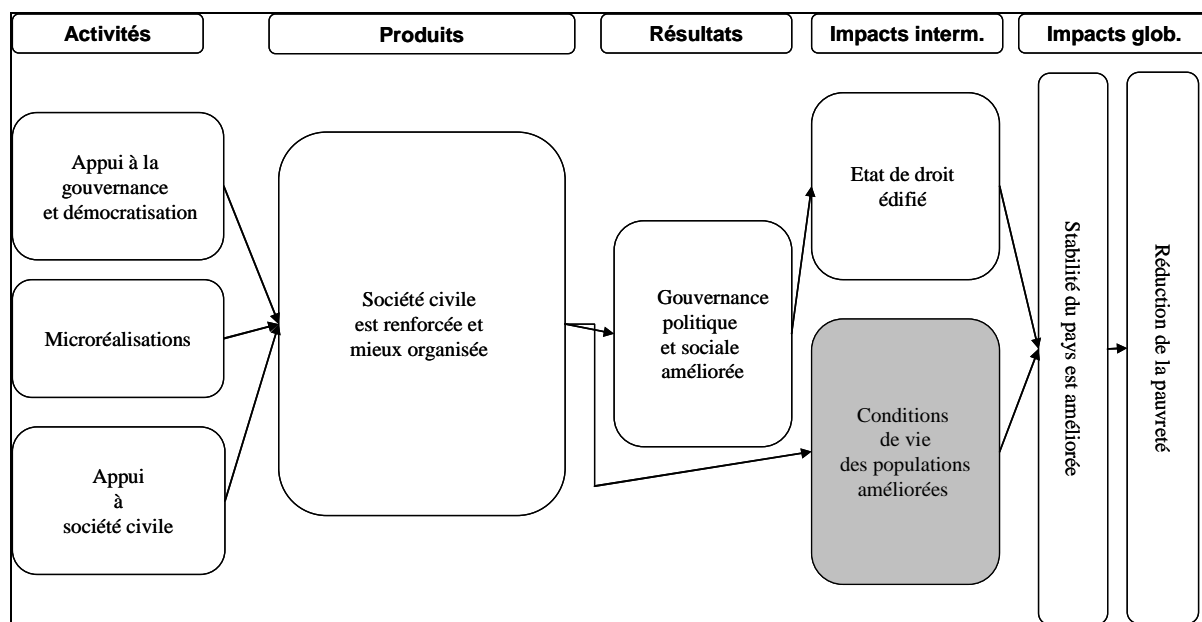 Activités
Produits
Résultats
Impacts interm.
Impacts glob.
Appui à la
gouvernance
et démocratisation
Microréalisations
Appui
à
société civile
Société civile
est renforcée et
mieux organisée
Gouvernance
politique
et sociale
améliorée
Etat de droit
édifié
Conditions
de vie
des populations
améliorées
Stabilité du pays est améliorée
Réduction de la pauvreté